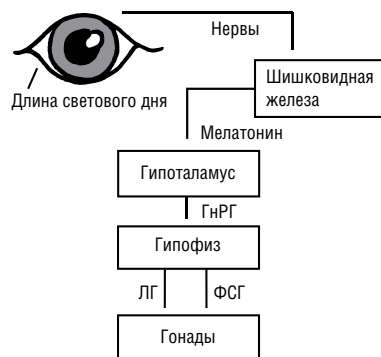 Нервы
Шишковидная
железа
Длина светового дня
Мелатонин
Гипоталамус
ГнРГ
Гипофиз
ЛГ ФСГ
Гонады